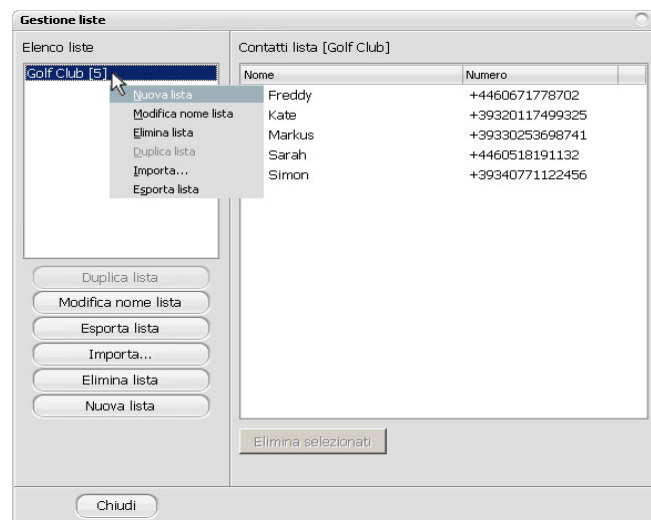 Gestione liste
Elenco liste
Contatti lista [Golf Club]
Golf Club [5]
Nuova lista
Modifica nome lista
Elimina lista
Duplica lista
Importa...
Esporta lista
Nome Numero
Freddy +4460671778702
Kate +39320117499325
Markus +39330253698741
Sarah +4460518191132
Simon +39340771122456
Duplica lista
Modifica nome lista
Esporta lista
Importa...
Elimina lista
Nuova lista
Elimina selezionati
Chiudi